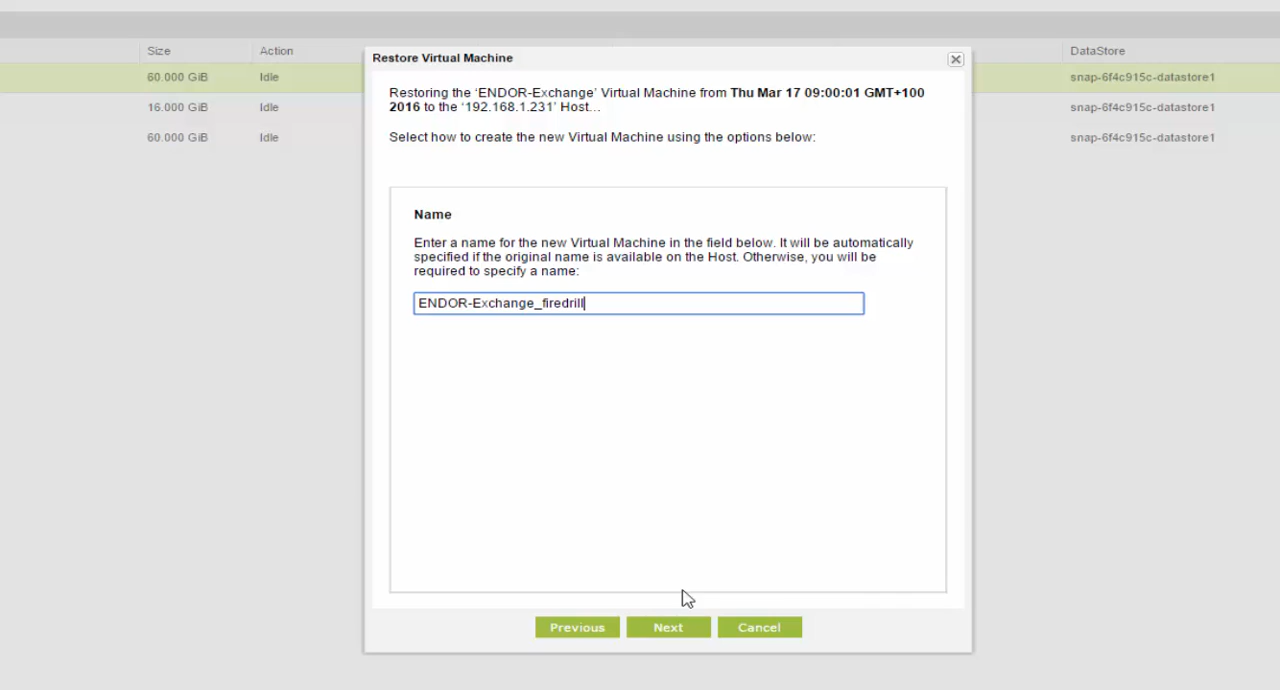 Size Action DataStore
60.000 GiB Idle snap-6f4c915c-datastore1
16.000 GiB Idle snap-6f4c915c-datastore1
60.000 GiB Idle snap-6f4c915c-datastore1
Restore Virtual Machine
Restoring the ‘ENDOR-Exchange’ Virtual Machine from Thu Mar 17 09:00:01 GMT+100
2016 to the ‘192.168.1.231’ Host...
Select how to create the new Virtual Machine using the options below:
Name
Enter a name for the new Virtual Machine in the field below. It will be automatically
specified if the original name is available on the Host. Otherwise, you will be
required to specify a name:
ENDOR-Exchange_firedrill
Previous Next Cancel